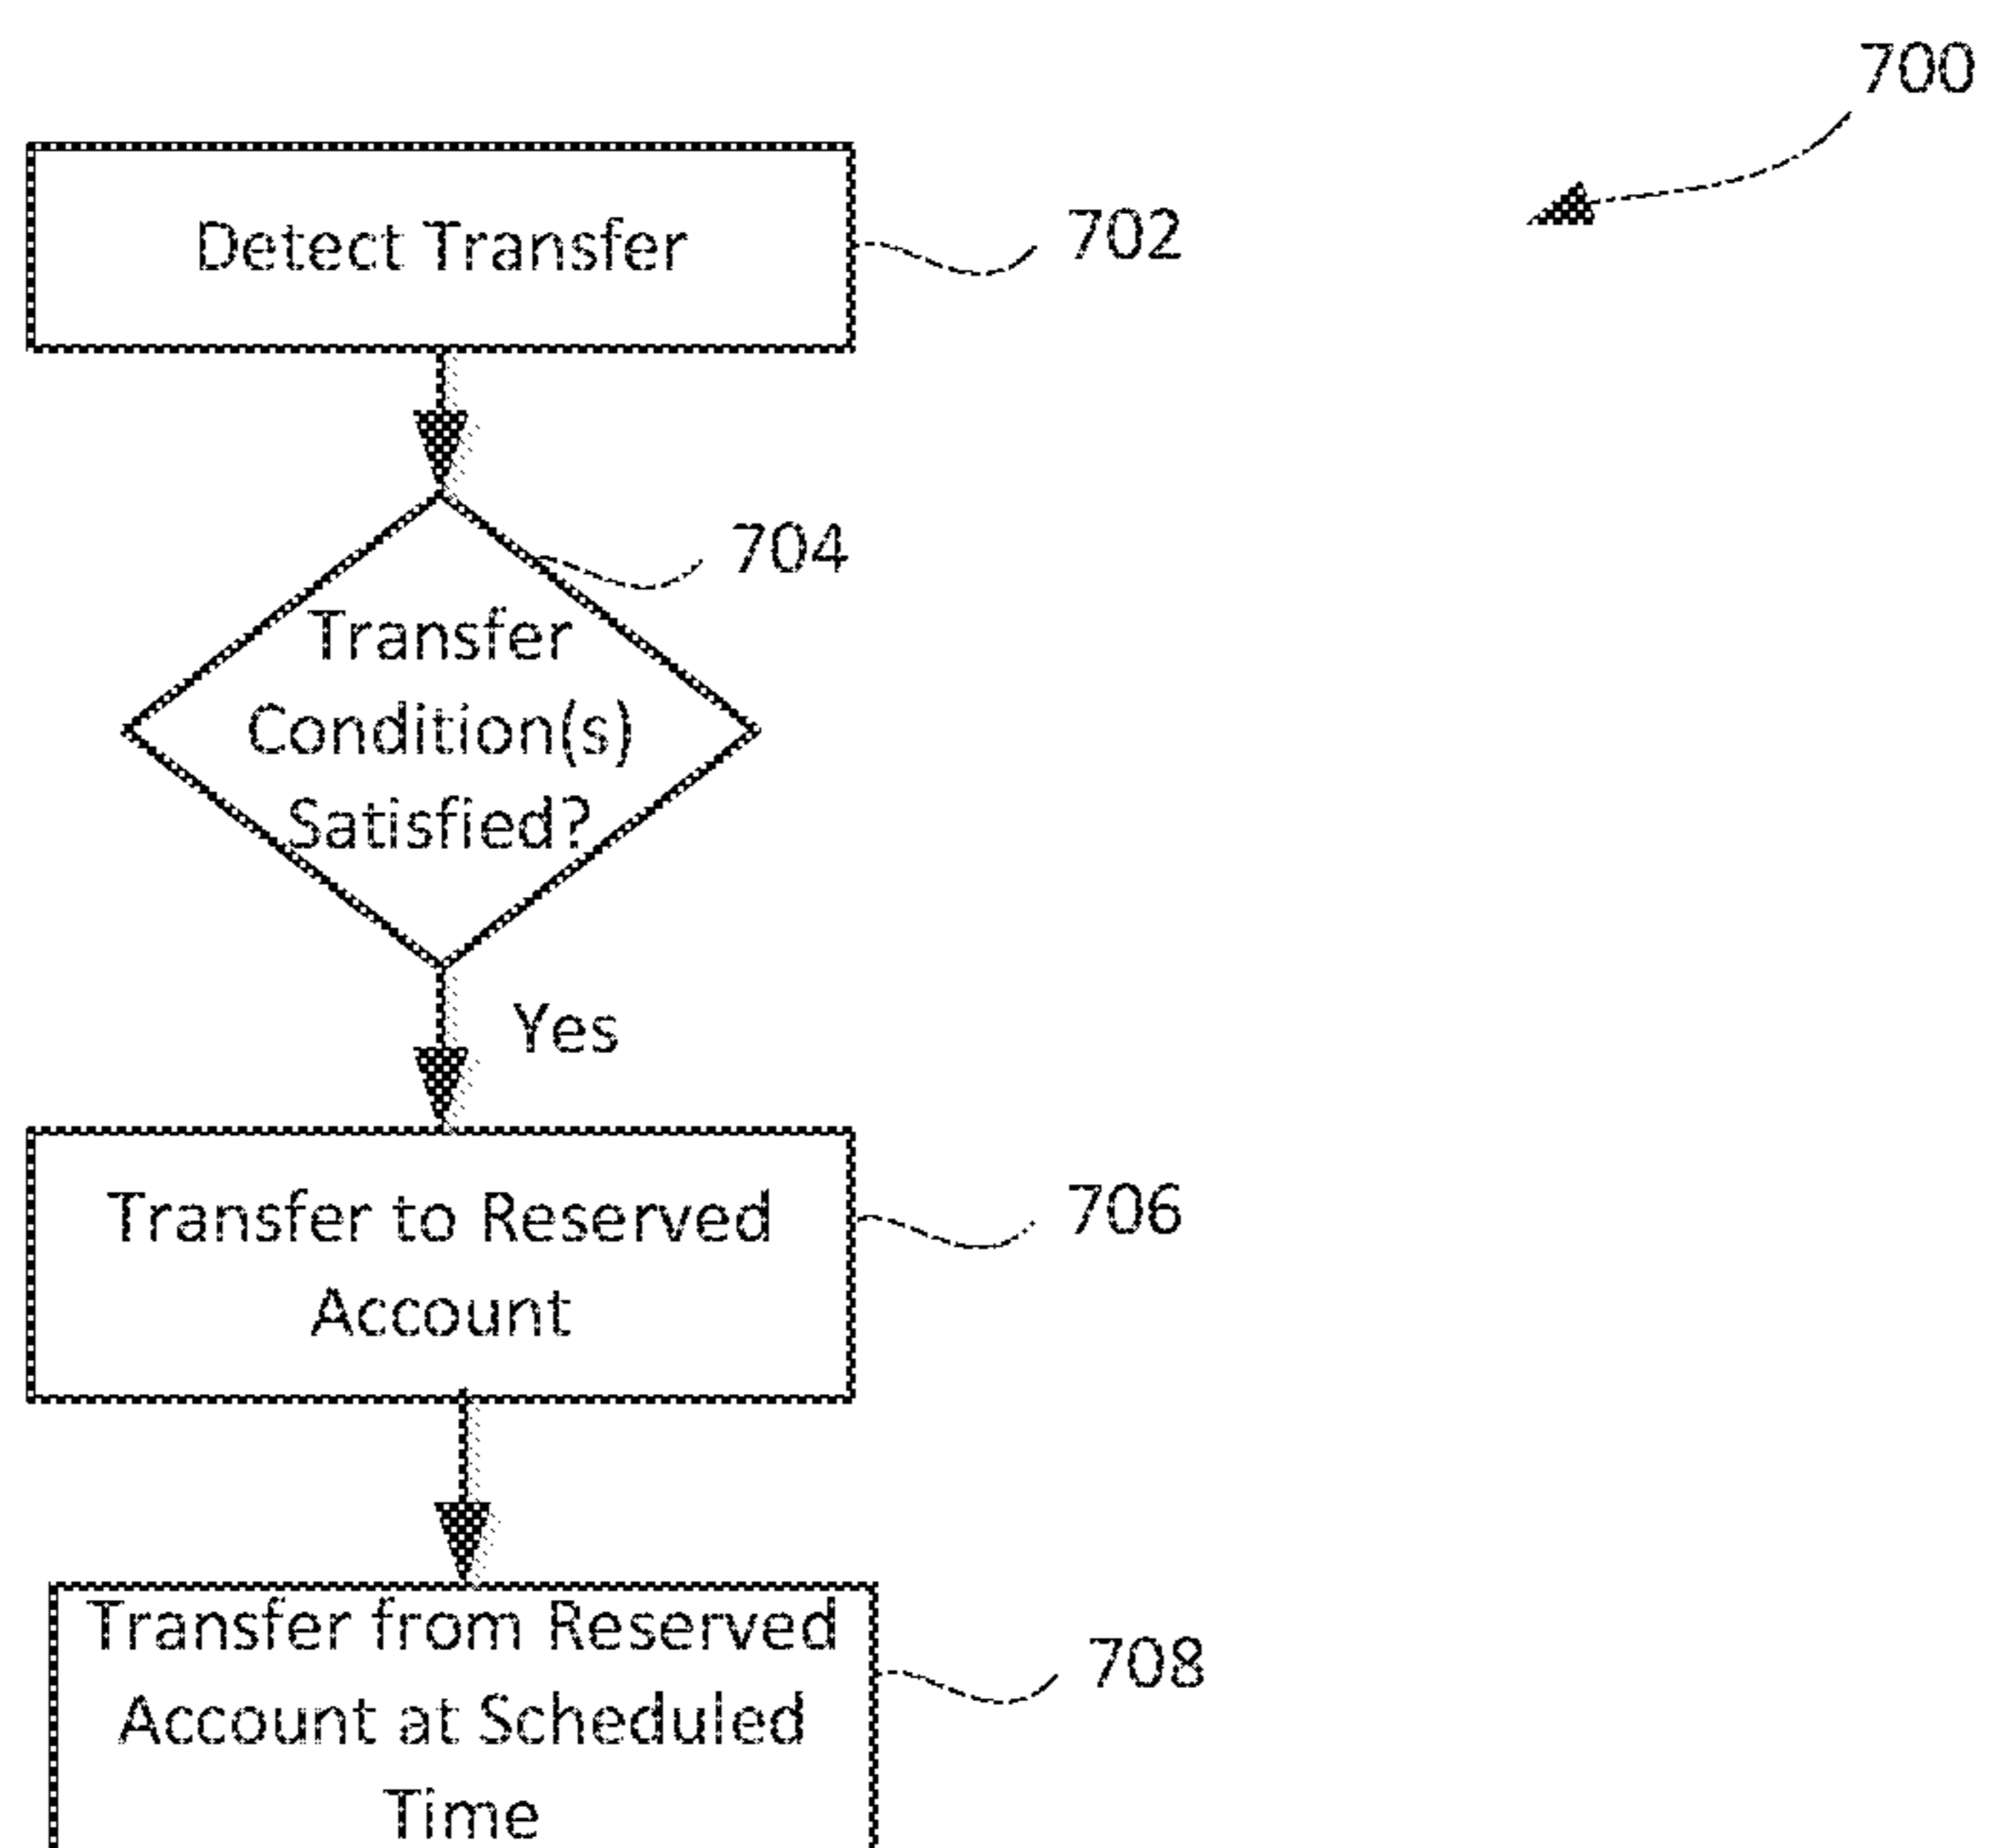 700
Detect Transfer
702
704
Transfer
Condition(s)
Satisfied?
Yes
Transfer to Reserved
Account
706
Transfer from Reserved
Account at Scheduled
Time
708